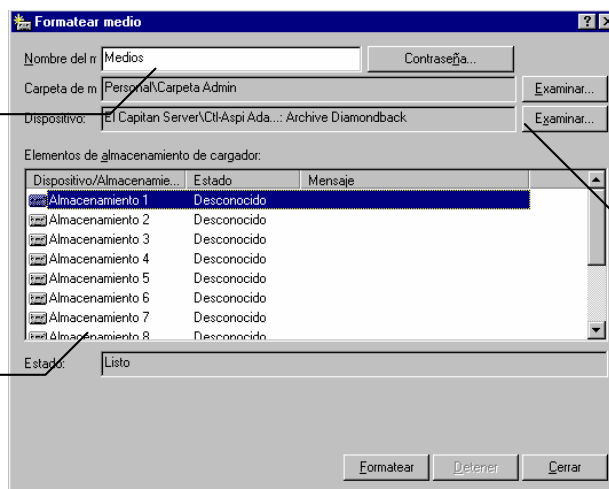 Formatear medio
Nombre del m Medios Contraseña...
Carpeta de m Personal\Carpeta Admin Examinar...
Dispositivo: El Capitan Server\Ctl-Aspi Ada...: Archive Diamondback Examinar...
Elementos de almacenamiento de cargador:
Dispositivo/Almacenamie... Estado Mensaje
Almacenamiento 1 Desconocido
Almacenamiento 2 Desconocido
Almacenamiento 3 Desconocido
Almacenamiento 4 Desconocido
Almacenamiento 5 Desconocido
Almacenamiento 6 Desconocido
Almacenamiento 7 Desconocido
Almacenamiento 8 Desconocido
Estado: Listo
Formatear Detener Cerrar